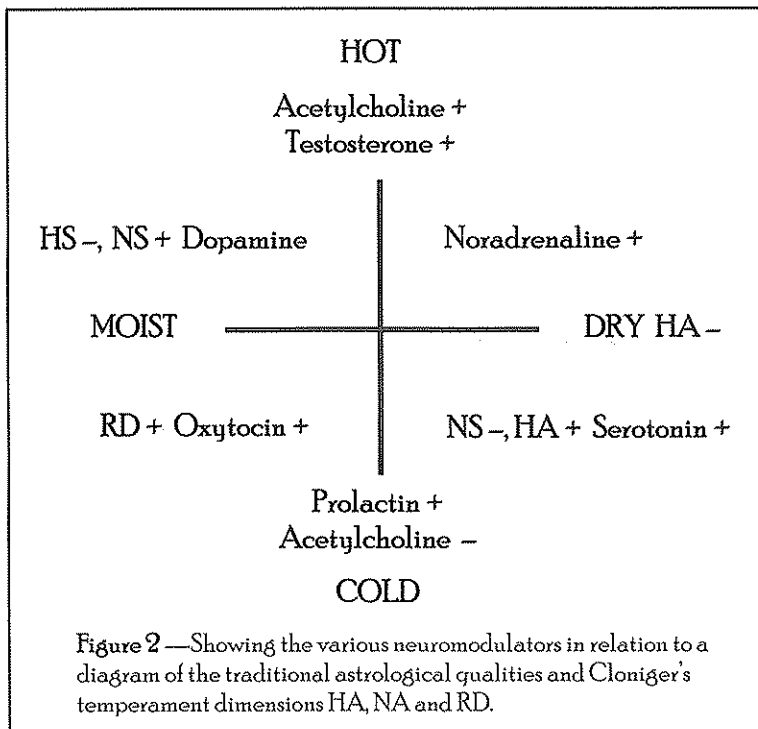 HOT
Acetylcholine +
Testosterone +
HS –, NS + Dopamine
Noradrenaline +
MOIST
DRY HA –
RD + Oxytocin +
NS –, HA + Serotonin +
Prolactin +
Acetylcholine –
COLD
Figure 2 —Showing the various neuromodulators in relation to a
diagram of the traditional astrological qualities and Cloniger's
temperament dimensions HA, NA and RD.